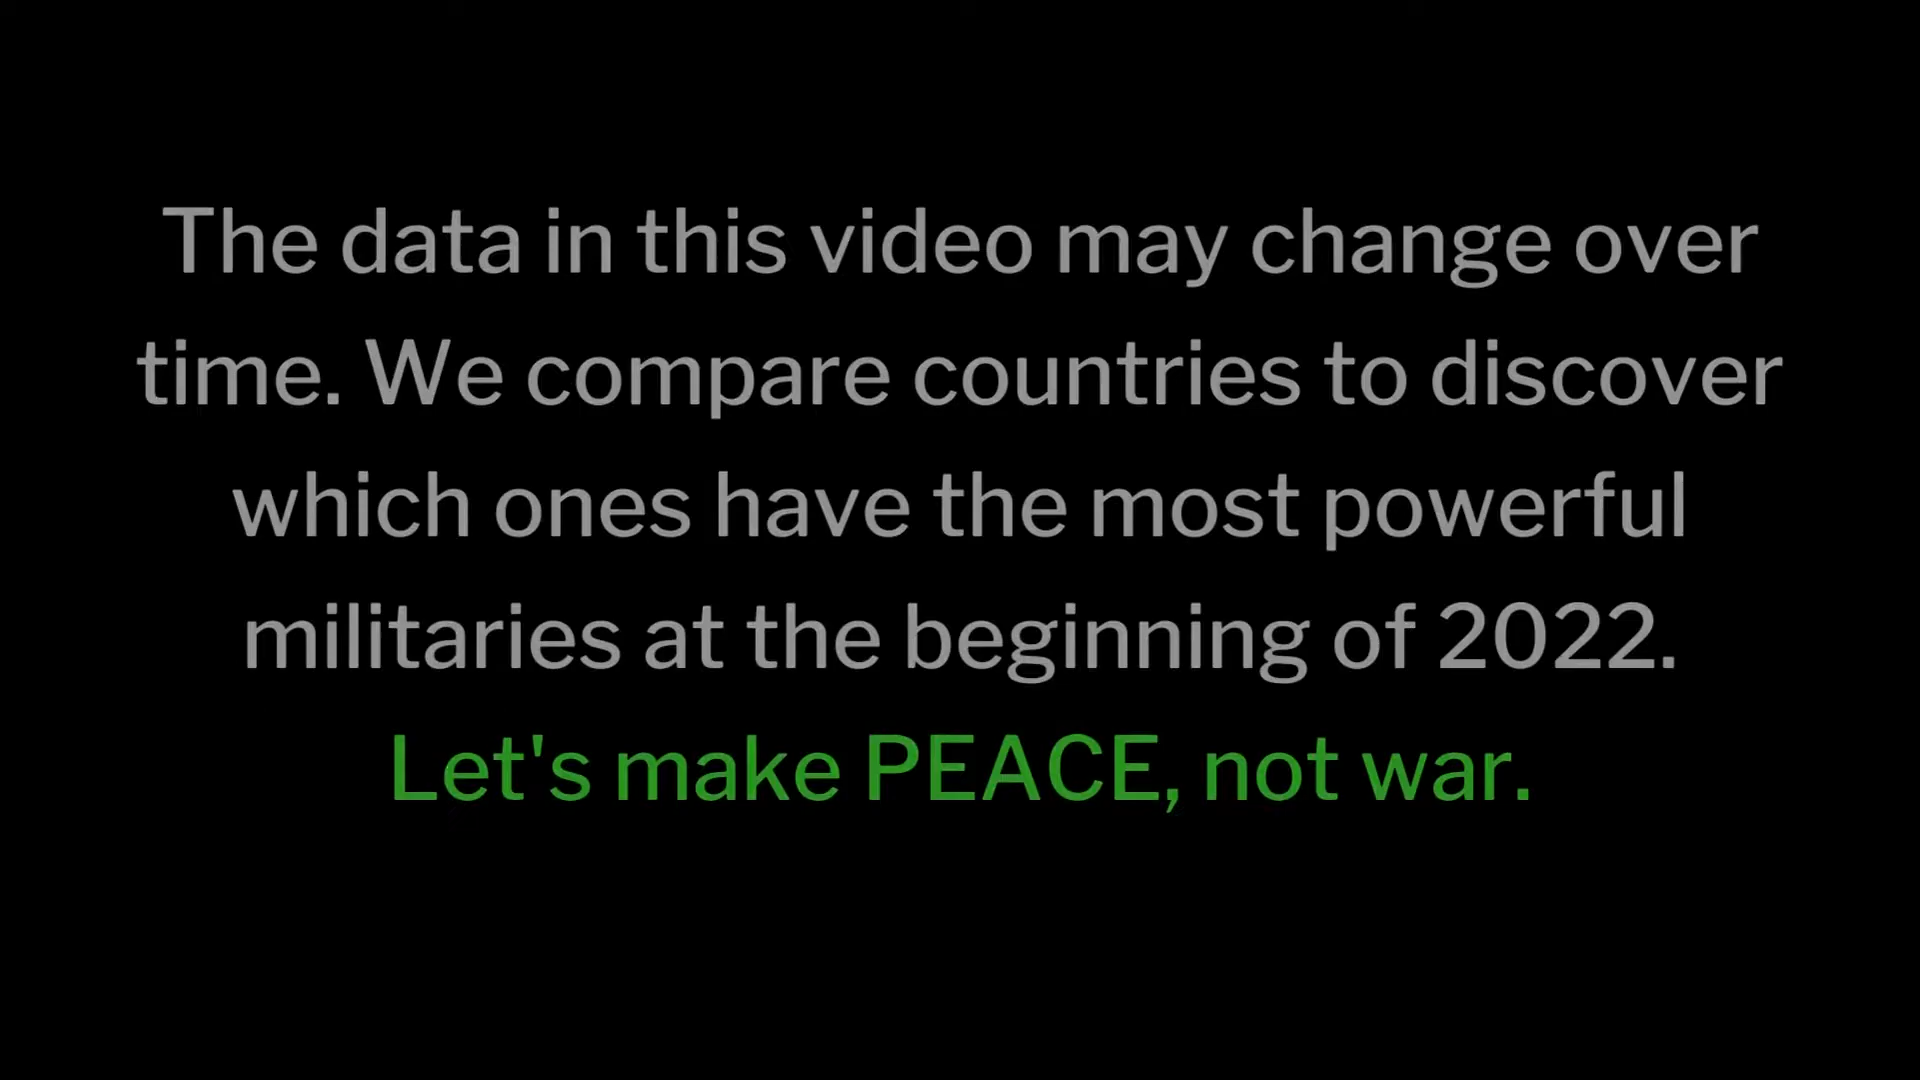 The data in this video may change over
time. We compare countries to discover
which ones have the most powerful
militaries at the beginning of 2022.
Let's make PEACE, not war.